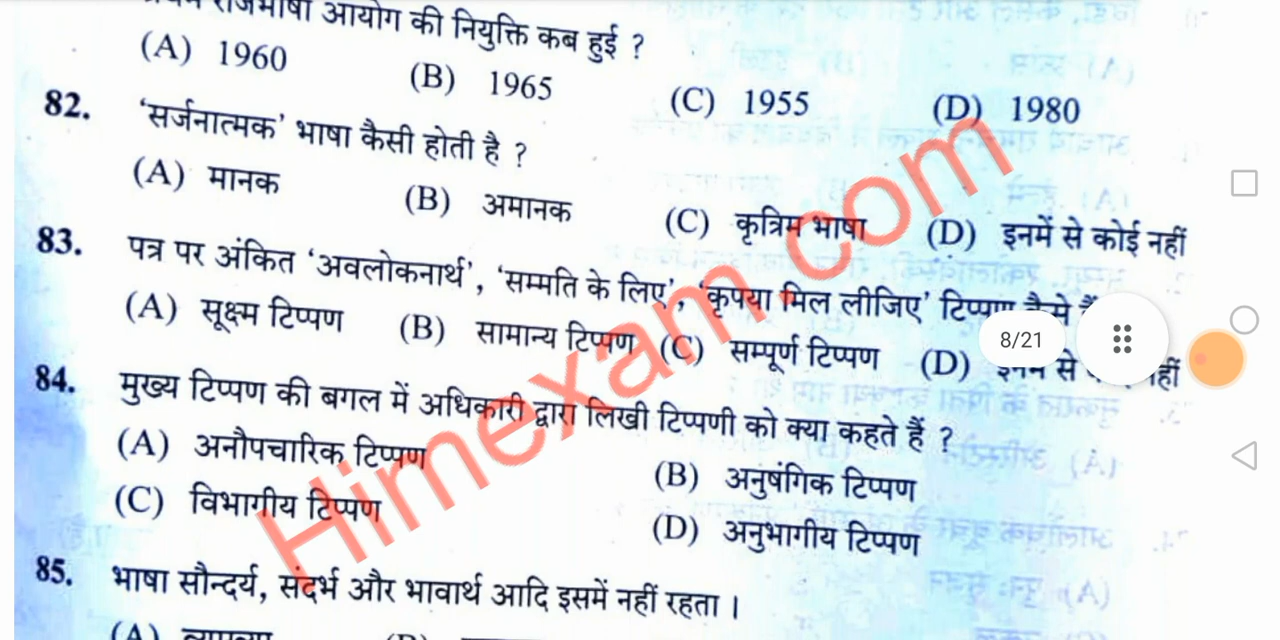 राजभाषा आयोग की नियुक्ति कब हुई ?
(A) 1960 (B) 1965 (C) 1955 (D) 1980
82. ‘सर्जनात्मक’ भाषा कैसी होती है ?
(A) मानक (B) अमानक (C) कृत्रिम भाषा (D) इनमें से कोई नहीं
83. पत्र पर अंकित ‘अवलोकनार्थ’, ‘सम्मति के लिए’, ‘कृपया मिल लीजिए’ टिप्पण कैसे
(A) सूक्ष्म टिप्पण (B) सामान्य टिप्पण (C) सम्पूर्ण टिप्पण (D) इनमें से
8/21
84. मुख्य टिप्पण की बगल में अधिकारी द्वारा लिखी टिप्पणी को क्या कहते हैं ?
(A) अनौपचारिक टिप्पण (B) अनुषंगिक टिप्पण
(C) विभागीय टिप्पण (D) अनुभागीय टिप्पण
85. भाषा सौन्दर्य, संदर्भ और भावार्थ आदि इसमें नहीं रहता ।
(A) (B)
Himexam.com